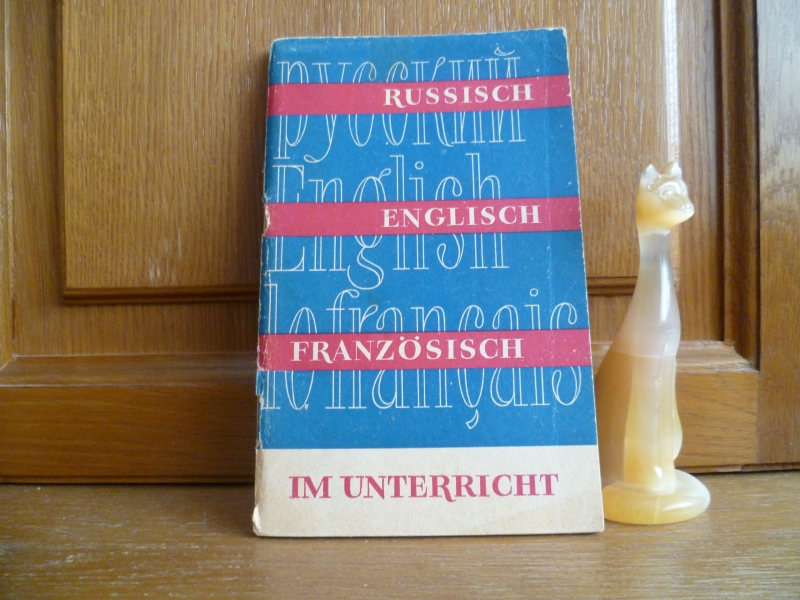 русский
RUSSISCH
English
ENGLISCH
le français
FRANZÖSISCH
IM UNTERRICHT